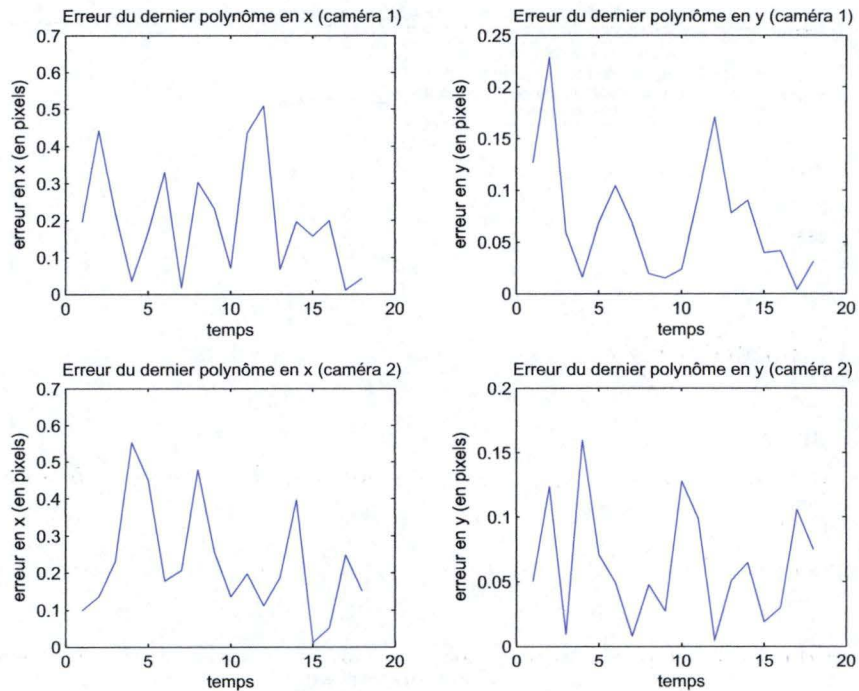 Erreur du dernier polynôme en x (caméra 1)
0.7
0.6
0.5
0.4
0.3
0.2
0.1
0
erreur en x (en pixels)
0 5 10 15 20
temps
Erreur du dernier polynôme en y (caméra 1)
0.25
0.2
0.15
0.1
0.05
0
erreur en y (en pixels)
0 5 10 15 20
temps
Erreur du dernier polynôme en x (caméra 2)
0.7
0.6
0.5
0.4
0.3
0.2
0.1
0
erreur en x (en pixels)
0 5 10 15 20
temps
Erreur du dernier polynôme en y (caméra 2)
0.2
0.15
0.1
0.05
0
erreur en y (en pixels)
0 5 10 15 20
temps